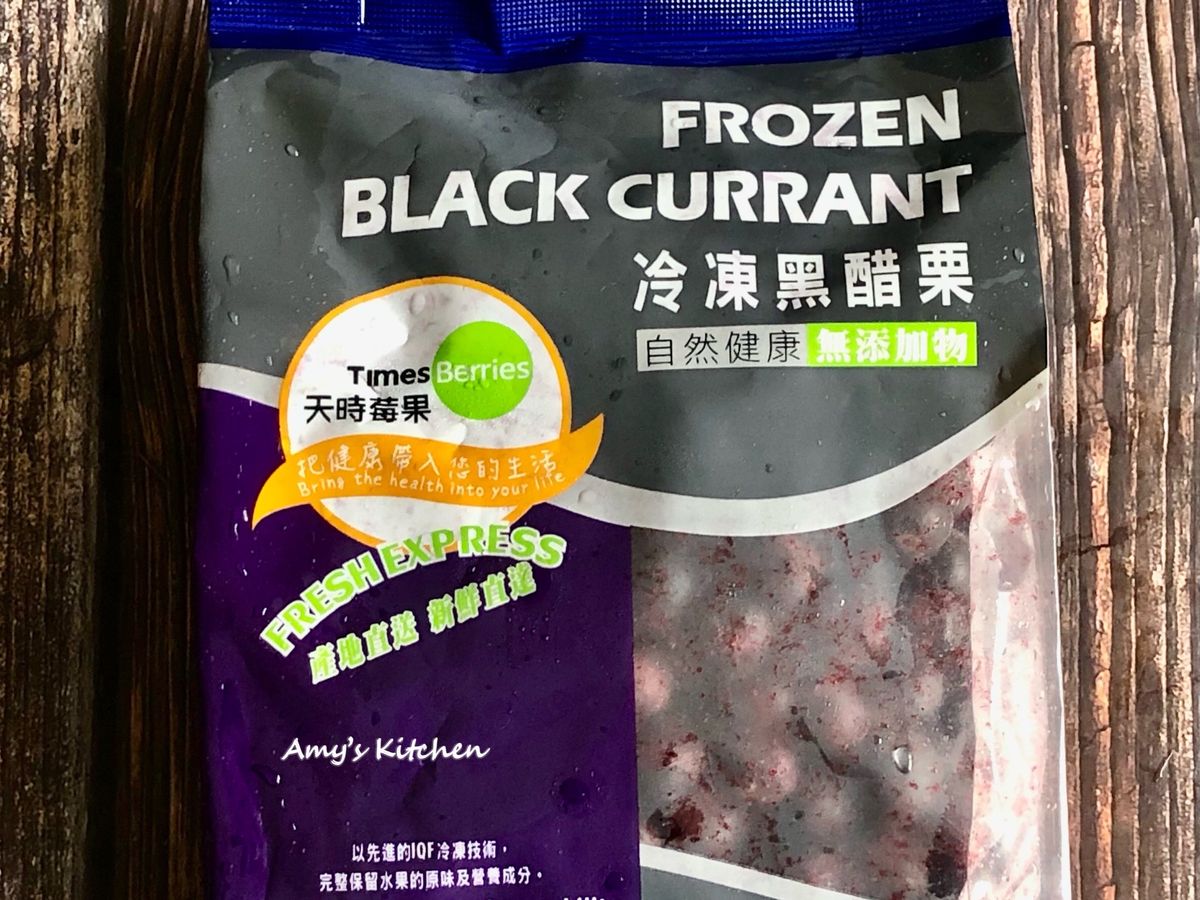 FROZEN
BLACK CURRANT
冷凍黑醋栗
自然健康 無添加物
Times Berries
天時莓果
把健康帶入您的生活
Bring the health into your life
FRESH EXPRESS
產地直送 新鮮直達
Amy's Kitchen
以先進的IQF冷凍技術，
完整保留水果的原味及營養成分。